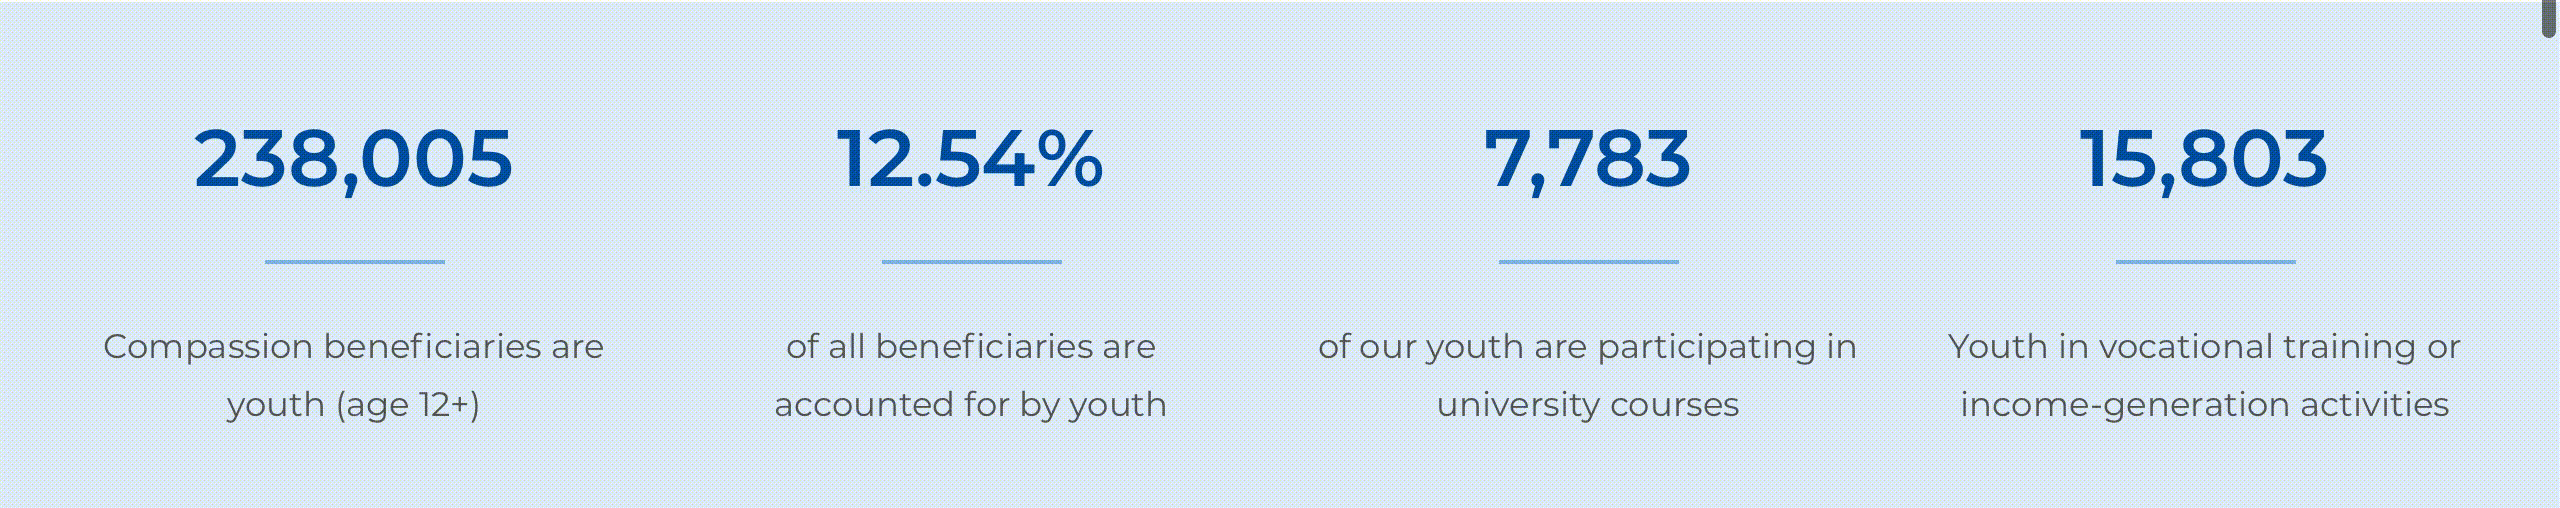 238,005
Compassion beneficiaries are
youth (age 12+)
12.54%
of all beneficiaries are
accounted for by youth
7,783
of our youth are participating in
university courses
15,803
Youth in vocational training or
income-generation activities